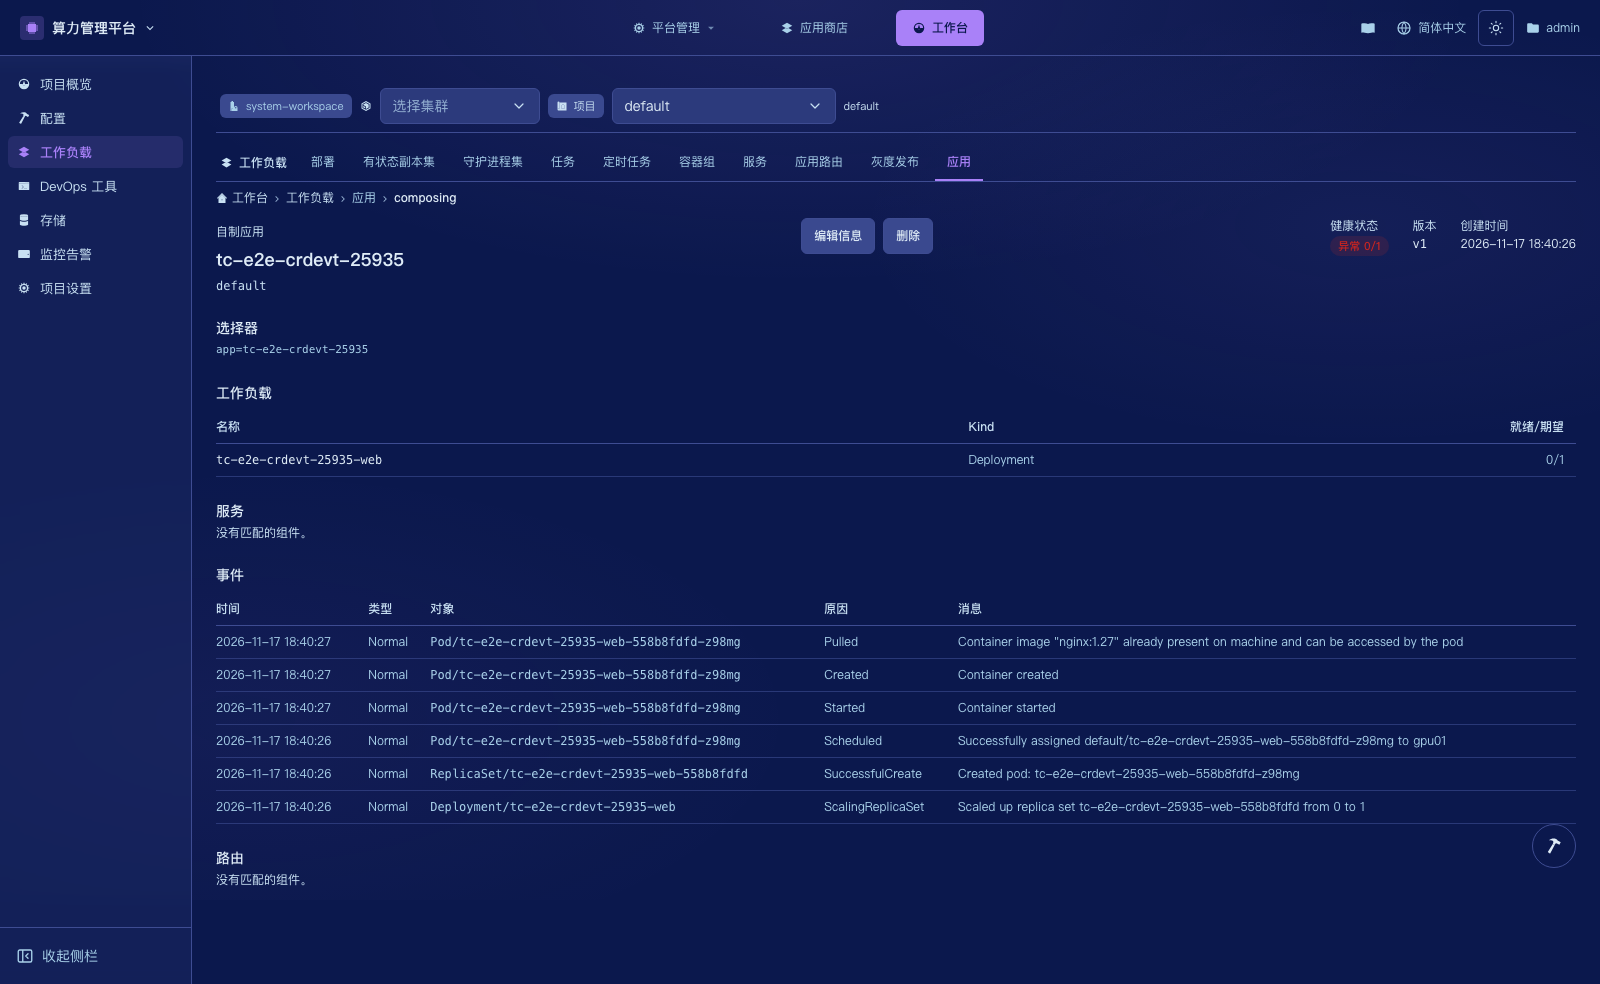 算力管理平台
平台管理
应用商店
工作台
简体中文
admin
项目概览
配置
工作负载
DevOps 工具
存储
监控告警
项目设置
收起侧栏
system-workspace
选择集群
项目
default
default
工作负载
部署
有状态副本集
守护进程集
任务
定时任务
容器组
服务
应用路由
灰度发布
应用
工作台 › 工作负载 › 应用 › composing
自制应用
tc-e2e-crdevt-25935
default
编辑信息
删除
健康状态
异常 0/1
版本
v1
创建时间
2026-11-17 18:40:26
选择器
app=tc-e2e-crdevt-25935
工作负载
名称 Kind 就绪/期望
tc-e2e-crdevt-25935-web Deployment 0/1
服务
没有匹配的组件。
事件
时间 类型 对象 原因 消息
2026-11-17 18:40:27 Normal Pod/tc-e2e-crdevt-25935-web-558b8fdfd-z98mg Pulled Container image "nginx:1.27" already present on machine and can be accessed by the pod
2026-11-17 18:40:27 Normal Pod/tc-e2e-crdevt-25935-web-558b8fdfd-z98mg Created Container created
2026-11-17 18:40:27 Normal Pod/tc-e2e-crdevt-25935-web-558b8fdfd-z98mg Started Container started
2026-11-17 18:40:26 Normal Pod/tc-e2e-crdevt-25935-web-558b8fdfd-z98mg Scheduled Successfully assigned default/tc-e2e-crdevt-25935-web-558b8fdfd-z98mg to gpu01
2026-11-17 18:40:26 Normal ReplicaSet/tc-e2e-crdevt-25935-web-558b8fdfd SuccessfulCreate Created pod: tc-e2e-crdevt-25935-web-558b8fdfd-z98mg
2026-11-17 18:40:26 Normal Deployment/tc-e2e-crdevt-25935-web ScalingReplicaSet Scaled up replica set tc-e2e-crdevt-25935-web-558b8fdfd from 0 to 1
路由
没有匹配的组件。